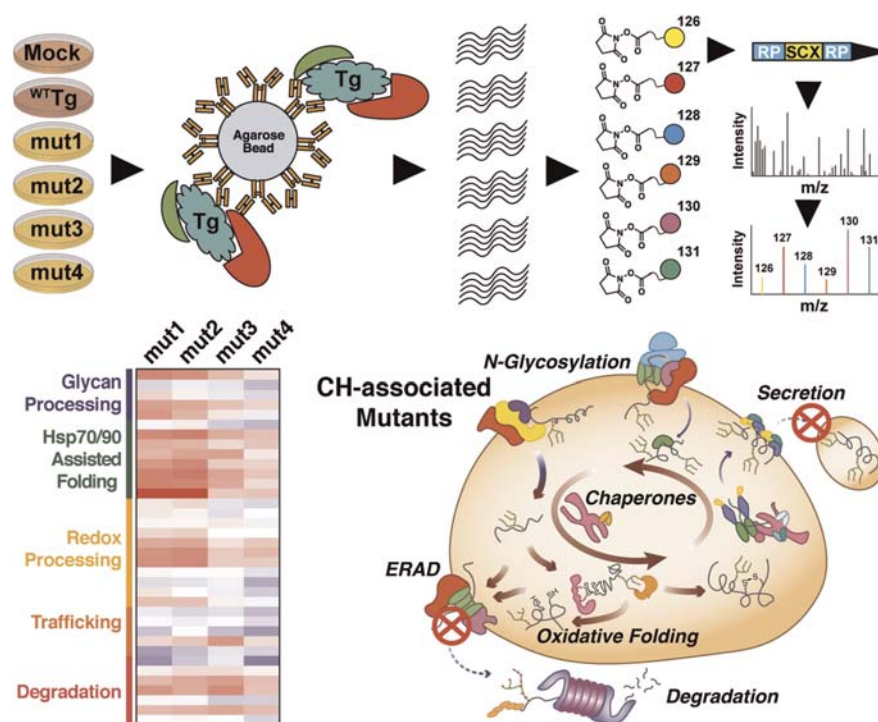 Mock
WTTg
mut1
mut2
mut3
mut4
Tg
Agarose
Bead
Tg
126
127
128
129
130
131
RP SCX RP
Intensity
m/z
Intensity
126
127
128
129
130
131
m/z
mut1
mut2
mut3
mut4
Glycan
Processing
Hsp70/90
Assisted
Folding
Redox
Processing
Trafficking
Degradation
CH-associated
Mutants
N-Glycosylation
Secretion
Chaperones
ERAD
Oxidative Folding
Degradation